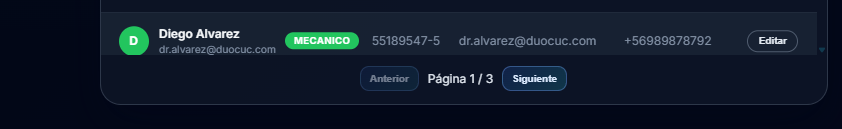 D
Diego Alvarez
dr.alvarez@duocuc.com
MECANICO
55189547-5
dr.alvarez@duocuc.com
+56989878792
Editar
Anterior
Página 1 / 3
Siguiente